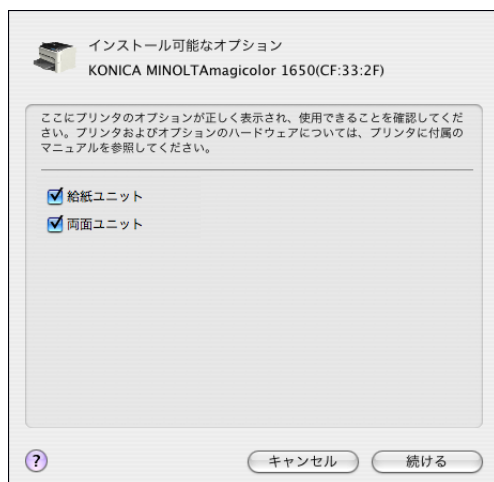 インストール可能なオプション
KONICA MINOLTAmagicolor 1650(CF:33:2F)
ここにプリンタのオプションが正しく表示され、使用できることを確認してくだ
さい。プリンタおよびオプションのハードウェアについては、プリンタに付属の
マニュアルを参照してください。
給紙ユニット
両面ユニット
?
キャンセル
続ける